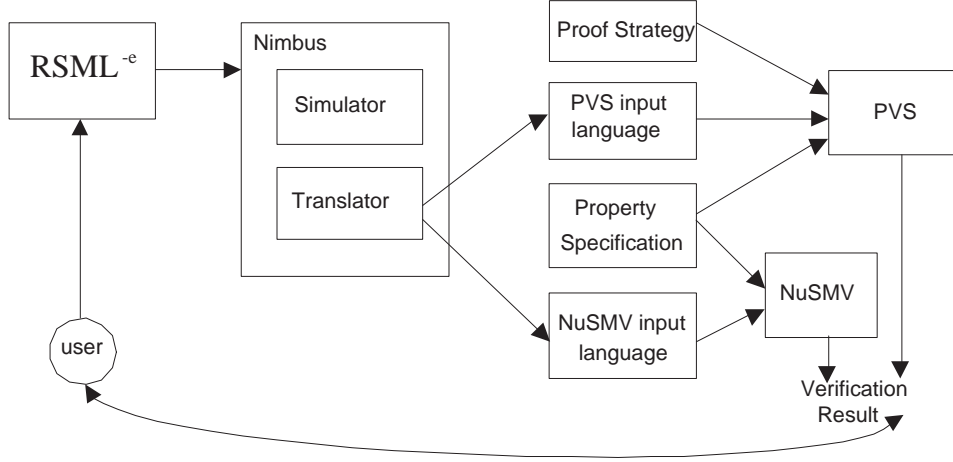 RSML-e
Nimbus
Simulator
Translator
Proof Strategy
PVS input
language
Property
Specification
NuSMV input
language
PVS
NuSMV
user
Verification
Result